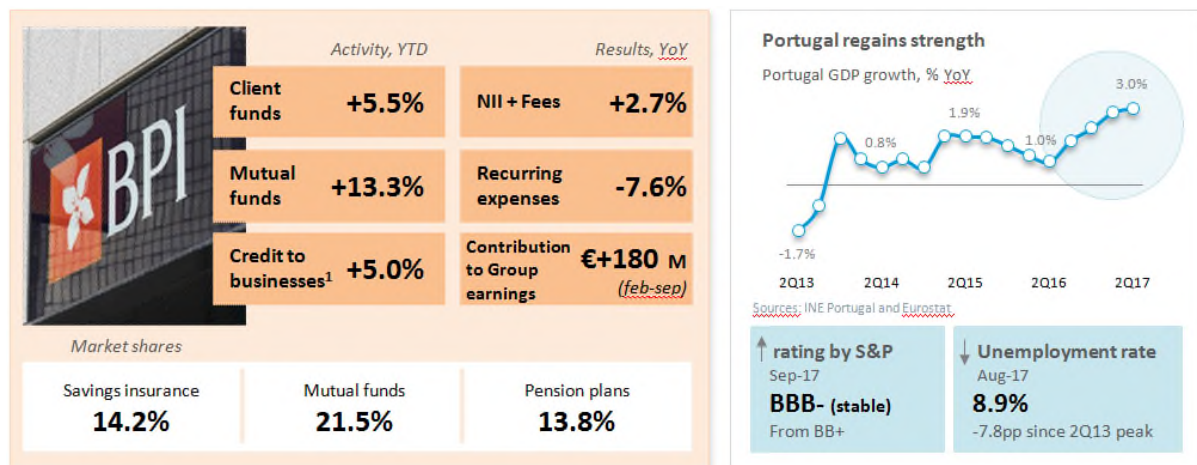 BPI
Activity, YTD
Client
funds
+5.5%
Mutual
funds
+13.3%
Credit to
businesses¹
+5.0%
Results, YoY
NII + Fees
+2.7%
Recurring
expenses
-7.6%
Contribution
to Group
earnings
€+180 M
(feb-sep)
Market shares
Savings insurance
14.2%
Mutual funds
21.5%
Pension plans
13.8%
Portugal regains strength
Portugal GDP growth, % YoY
-1.7%
0.8%
1.9%
1.0%
3.0%
2Q13 2Q14 2Q15 2Q16 2Q17
Sources; INE Portugal and Eurostat
↑ rating by S&P
Sep-17
BBB- (stable)
From BB+
↓ Unemployment rate
Aug-17
8.9%
-7.8pp since 2Q13 peak